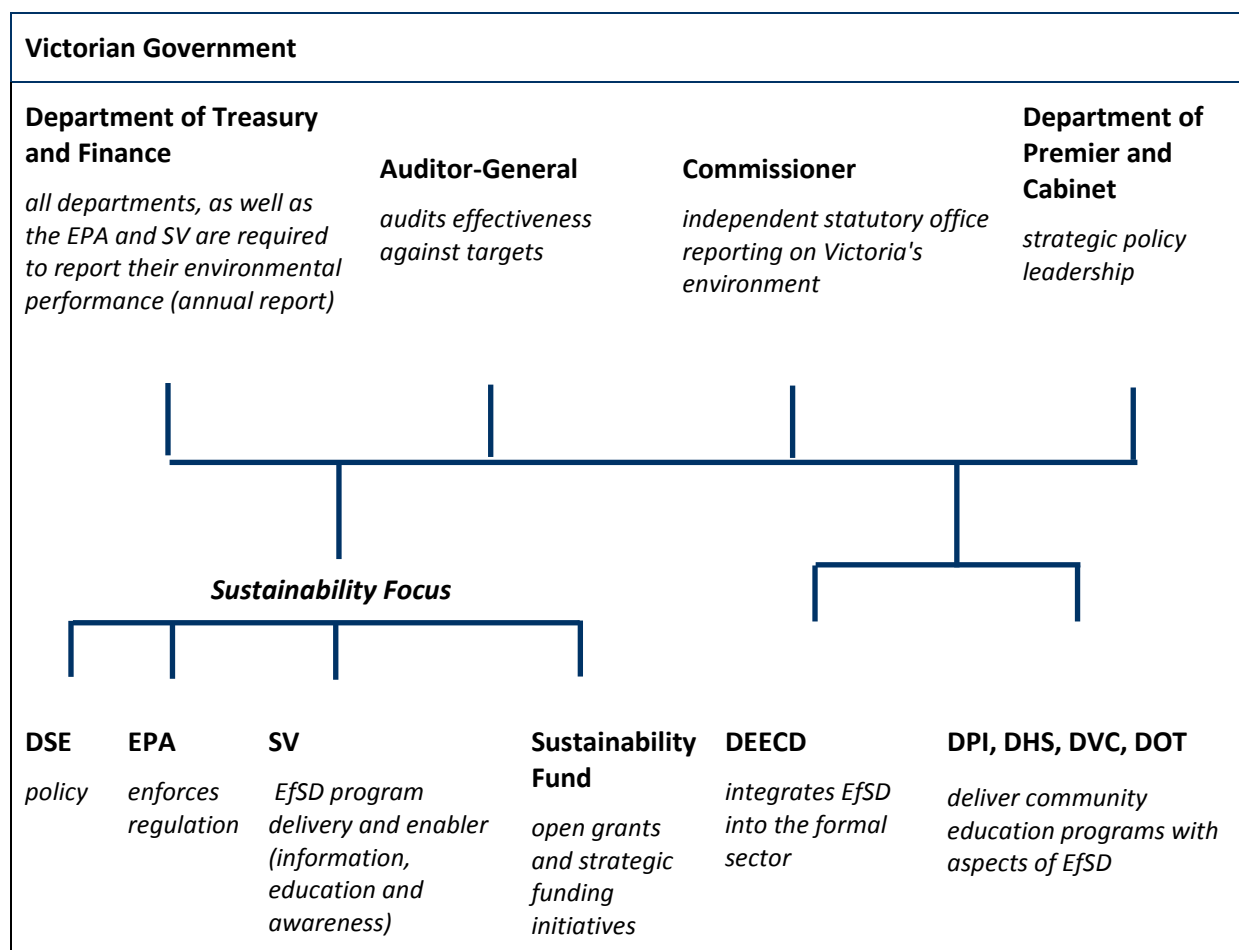 Victorian Government
Department of Treasury
and Finance
all departments, as well as
the EPA and SV are required
to report their environmental
performance (annual report)
Auditor-General
audits effectiveness
against targets
Commissioner
independent statutory office
reporting on Victoria's
environment
Department of
Premier and
Cabinet
strategic policy
leadership
Sustainability Focus
DSE
policy
EPA
enforces
regulation
SV
EfSD program
delivery and enabler
(information,
education and
awareness)
Sustainability
Fund
open grants
and strategic
funding
initiatives
DEECD
integrates EfSD
into the formal
sector
DPI, DHS, DVC, DOT
deliver community
education programs with
aspects of EfSD